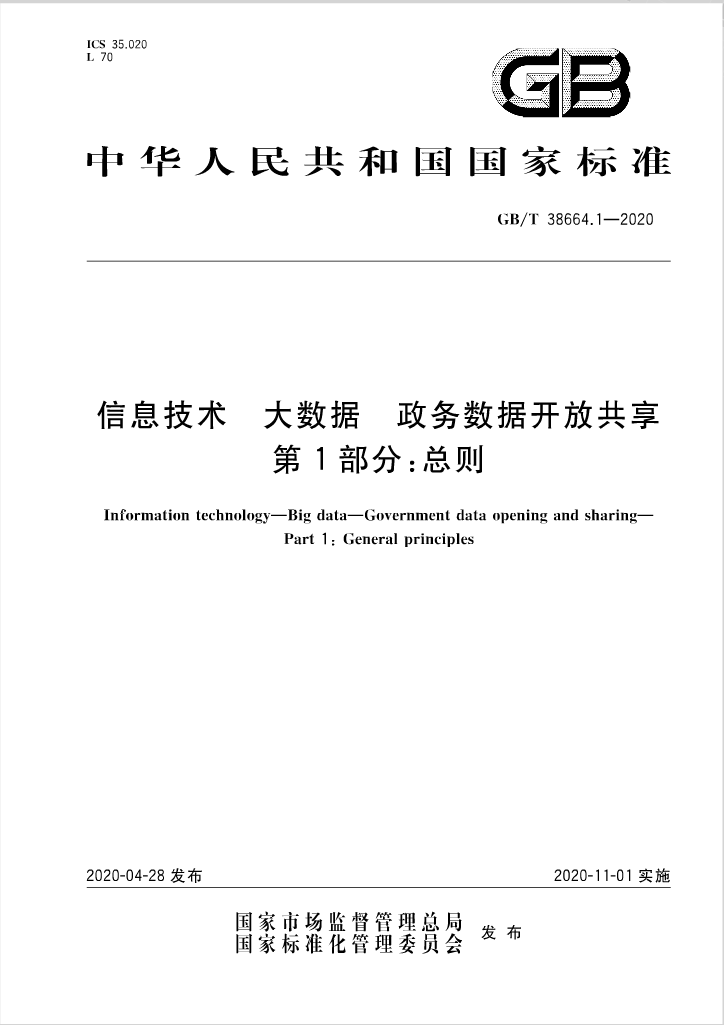 ICS 35.020
L 70
GB
中华人民共和国国家标准
GB/T 38664.1—2020
信息技术　大数据　政务数据开放共享
第1部分：总则
Information technology—Big data—Government data opening and sharing—
Part 1：General principles
2020-04-28 发布
2020-11-01 实施
国家市场监督管理总局
国家标准化管理委员会
发布